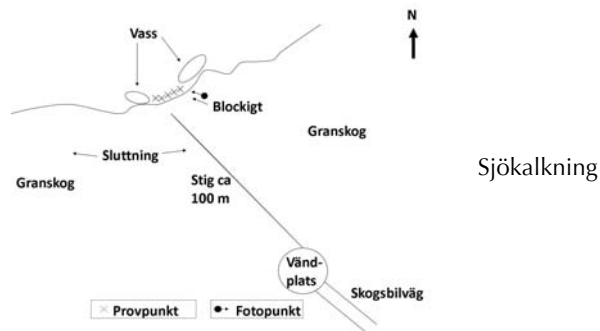 Vass
N
Blockigt
Granskog
Sluttning
Granskog
Stig ca
100 m
Sjökalkning
Vänd-
plats
Skogsbilväg
Provpunkt
Fotopunkt